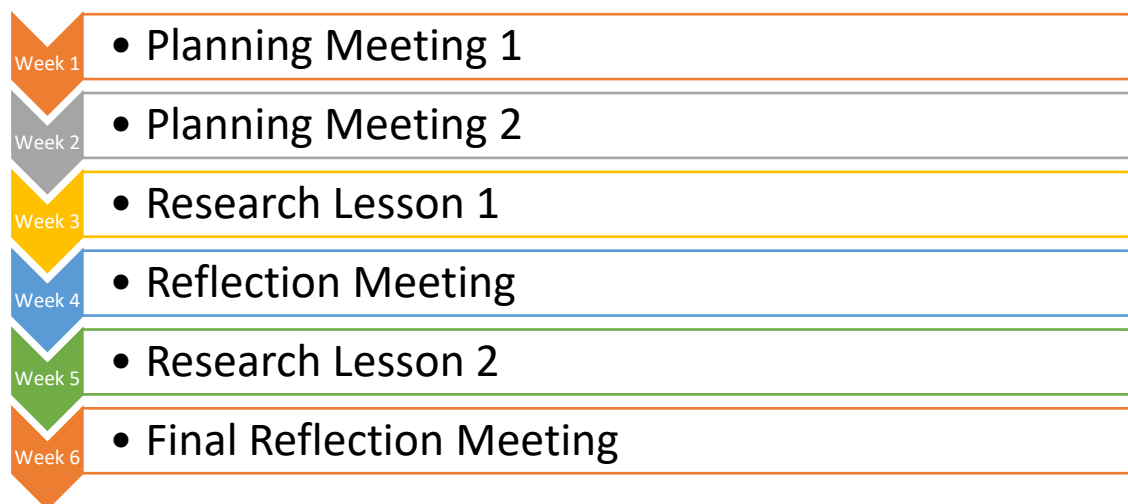 Week 1
• Planning Meeting 1
Week 2
• Planning Meeting 2
Week 3
• Research Lesson 1
Week 4
• Reflection Meeting
Week 5
• Research Lesson 2
Week 6
• Final Reflection Meeting